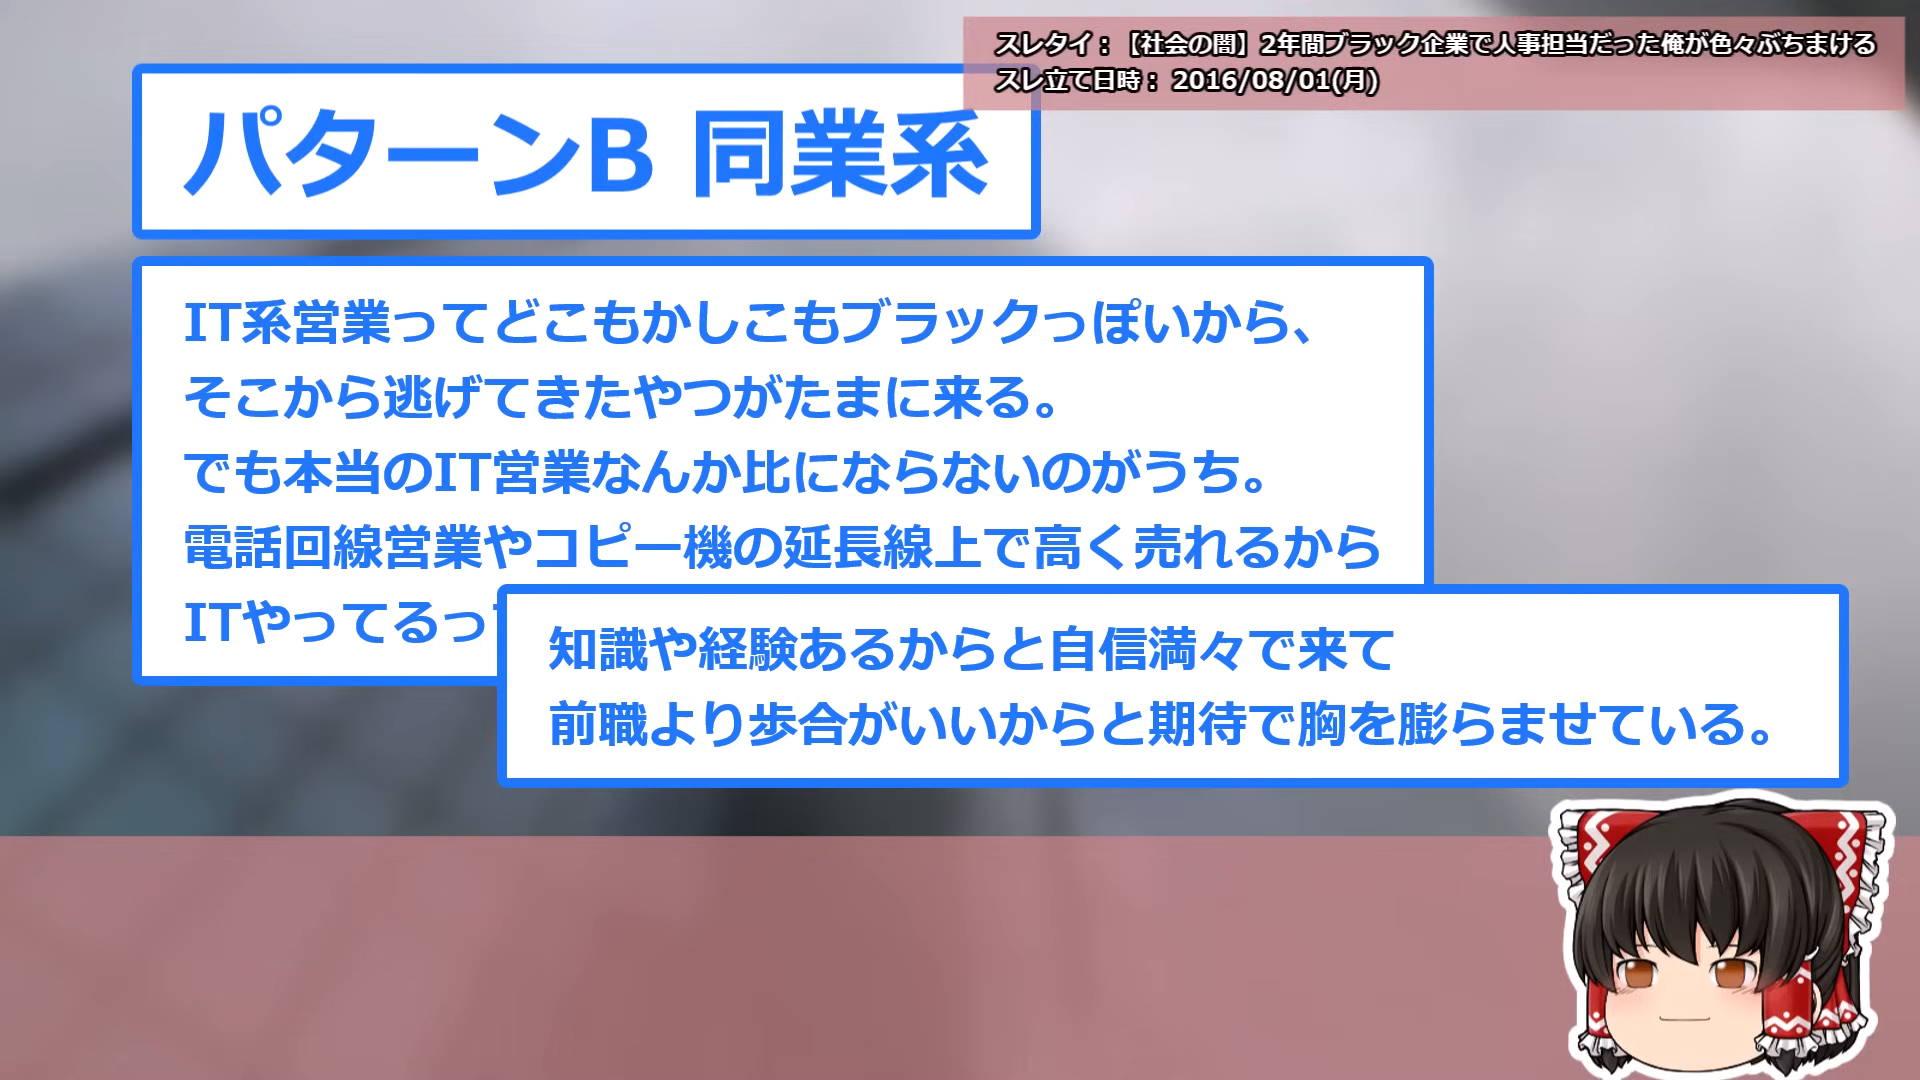 スレタイ：【社会の闇】2年間ブラック企業で人事担当だった俺が色々ぶちまける
スレ立て日時： 2016/08/01(月)
パターンB 同業系
IT系営業ってどこもかしこもブラックっぽいから、
そこから逃げてきたやつがたまに来る。
でも本当のIT営業なんか比にならないのがうち。
電話回線営業やコピー機の延長線上で高く売れるから
ITやってるっ
知識や経験あるからと自信満々で来て
前職より歩合がいいからと期待で胸を膨らませている。